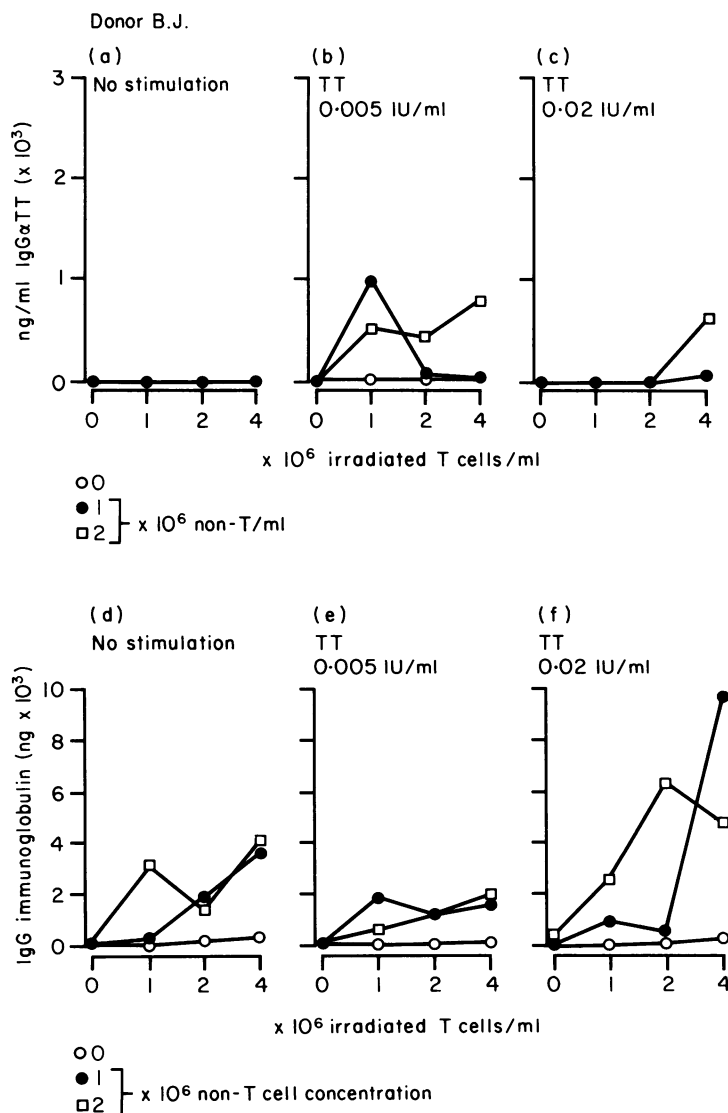 Donor B.J.
(a)
No stimulation
(b)
TT
0·005 IU/ml
(c)
TT
0·02 IU/ml
ng/ml IgGαTT (x 10³)
3
2
1
0
0 1 2 4
0 1 2 4
0 1 2 4
x 10⁶ irradiated T cells/ml
0
1
2
x 10⁶ non-T/ml
(d)
No stimulation
(e)
TT
0·005 IU/ml
(f)
TT
0·02 IU/ml
IgG immunoglobulin (ng x 10³)
10
8
6
4
2
0
0 1 2 4
0 1 2 4
0 1 2 4
x 10⁶ irradiated T cells/ml
0
1
2
x 10⁶ non-T cell concentration